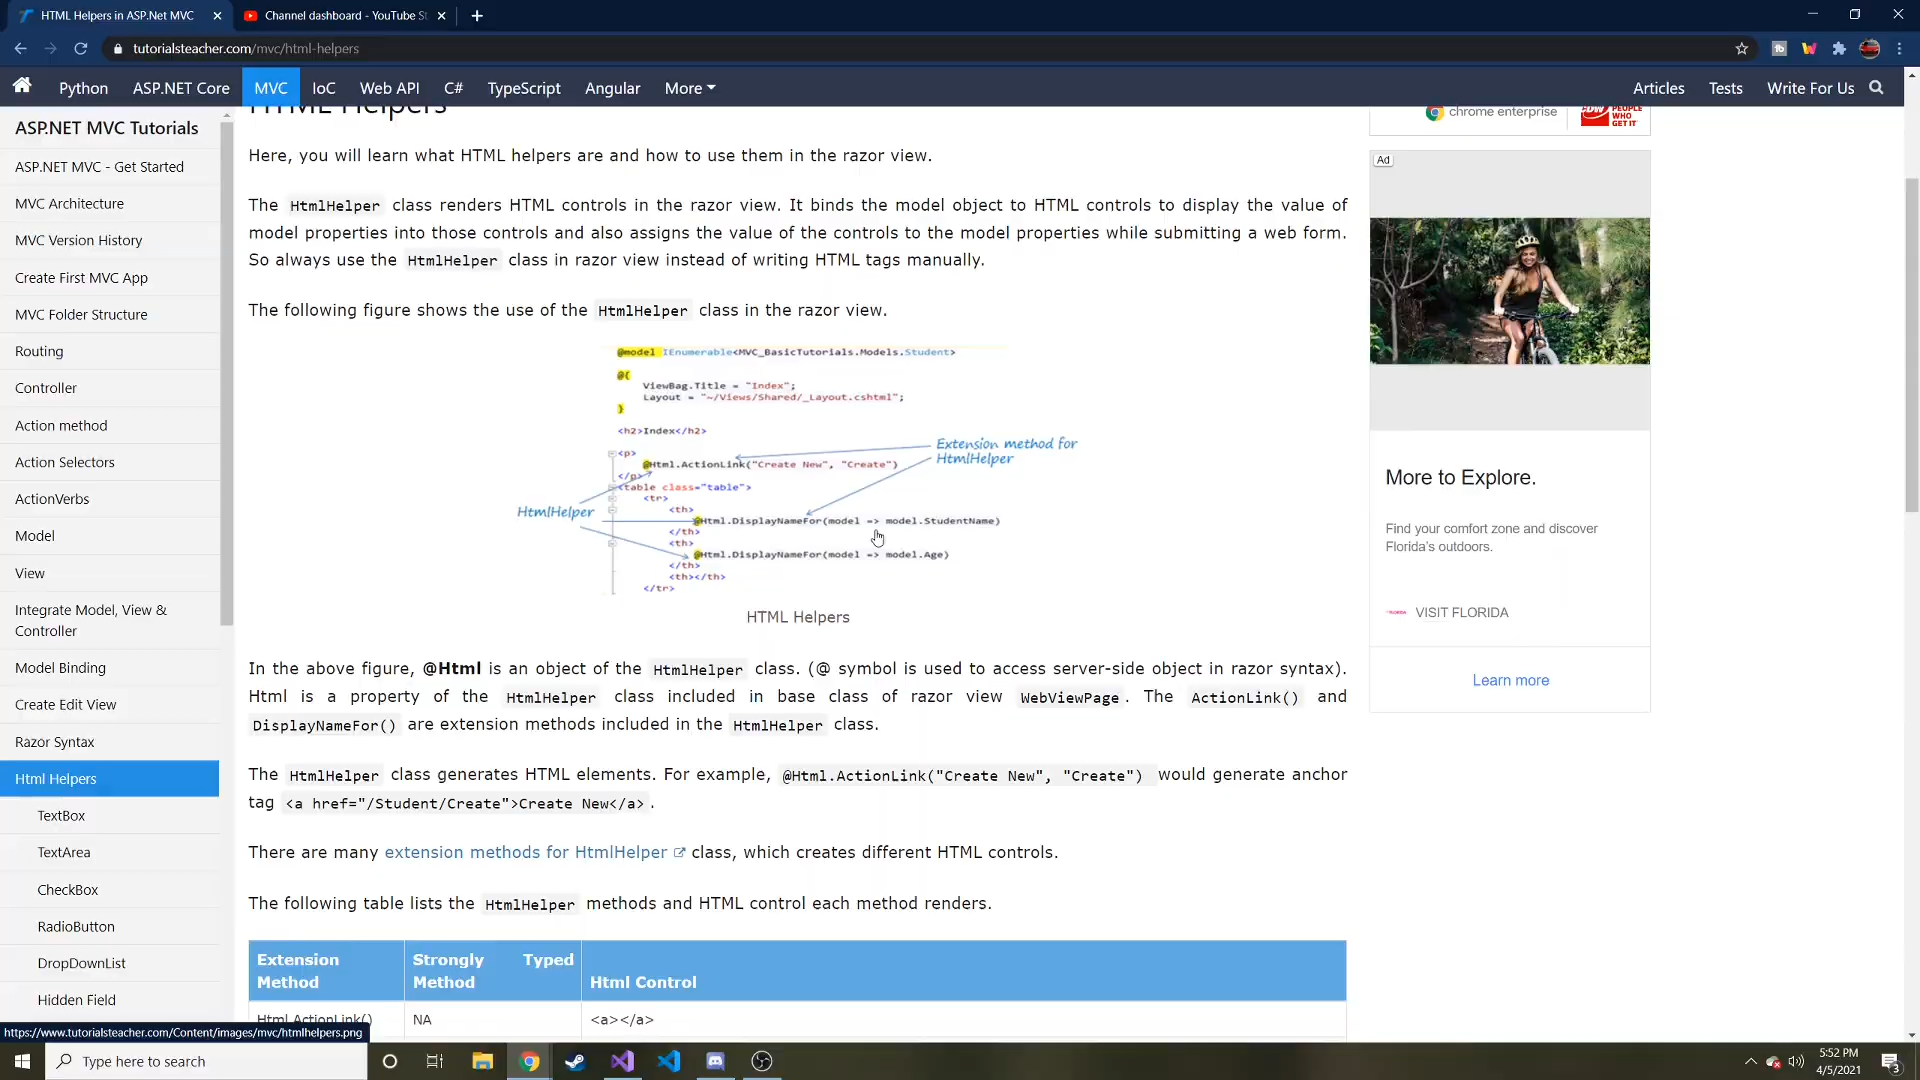 HTML Helpers in ASP.Net MVC
Channel dashboard - YouTube St
tutorialsteacher.com/mvc/html-helpers
Python
ASP.NET Core
MVC
IoC
Web API
C#
TypeScript
Angular
More
Articles
Tests
Write For Us
ASP.NET MVC Tutorials
ASP.NET MVC - Get Started
MVC Architecture
MVC Version History
Create First MVC App
MVC Folder Structure
Routing
Controller
Action method
Action Selectors
ActionVerbs
Model
View
Integrate Model, View &
Controller
Model Binding
Create Edit View
Razor Syntax
Html Helpers
TextBox
TextArea
CheckBox
RadioButton
DropDownList
Hidden Field
HTML Helpers
Here, you will learn what HTML helpers are and how to use them in the razor view.
The HtmlHelper class renders HTML controls in the razor view. It binds the model object to HTML controls to display the value of
model properties into those controls and also assigns the value of the controls to the model properties while submitting a web form.
So always use the HtmlHelper class in razor view instead of writing HTML tags manually.
The following figure shows the use of the HtmlHelper class in the razor view.
@model IEnumerable<MVC_BasicTutorials.Models.Student>
@{
ViewBag.Title = "Index";
Layout = "~/Views/Shared/_Layout.cshtml";
}
<h2>Index</h2>
<p>
@Html.ActionLink("Create New", "Create")
</p>
<table class="table">
<tr>
<th>
@Html.DisplayNameFor(model => model.StudentName)
</th>
<th>
@Html.DisplayNameFor(model => model.Age)
</th>
<th></th>
</tr>
Extension method for
HtmlHelper
HtmlHelper
HTML Helpers
In the above figure, @Html is an object of the HtmlHelper class. (@ symbol is used to access server-side object in razor syntax).
Html is a property of the HtmlHelper class included in base class of razor view WebViewPage. The ActionLink() and
DisplayNameFor() are extension methods included in the HtmlHelper class.
The HtmlHelper class generates HTML elements. For example, @Html.ActionLink("Create New", "Create") would generate anchor
tag <a href="/Student/Create">Create New</a>.
There are many extension methods for HtmlHelper class, which creates different HTML controls.
The following table lists the HtmlHelper methods and HTML control each method renders.
Extension Method
Strongly Typed Method
Html Control
Html.ActionLink()
NA
<a></a>
chrome enterprise
PEOPLE
WHO
GET IT
Ad
More to Explore.
Find your comfort zone and discover
Florida's outdoors.
VISIT FLORIDA
Learn more
https://www.tutorialsteacher.com/Content/images/mvc/htmlhelpers.png
Type here to search
5:52 PM
4/5/2021
3